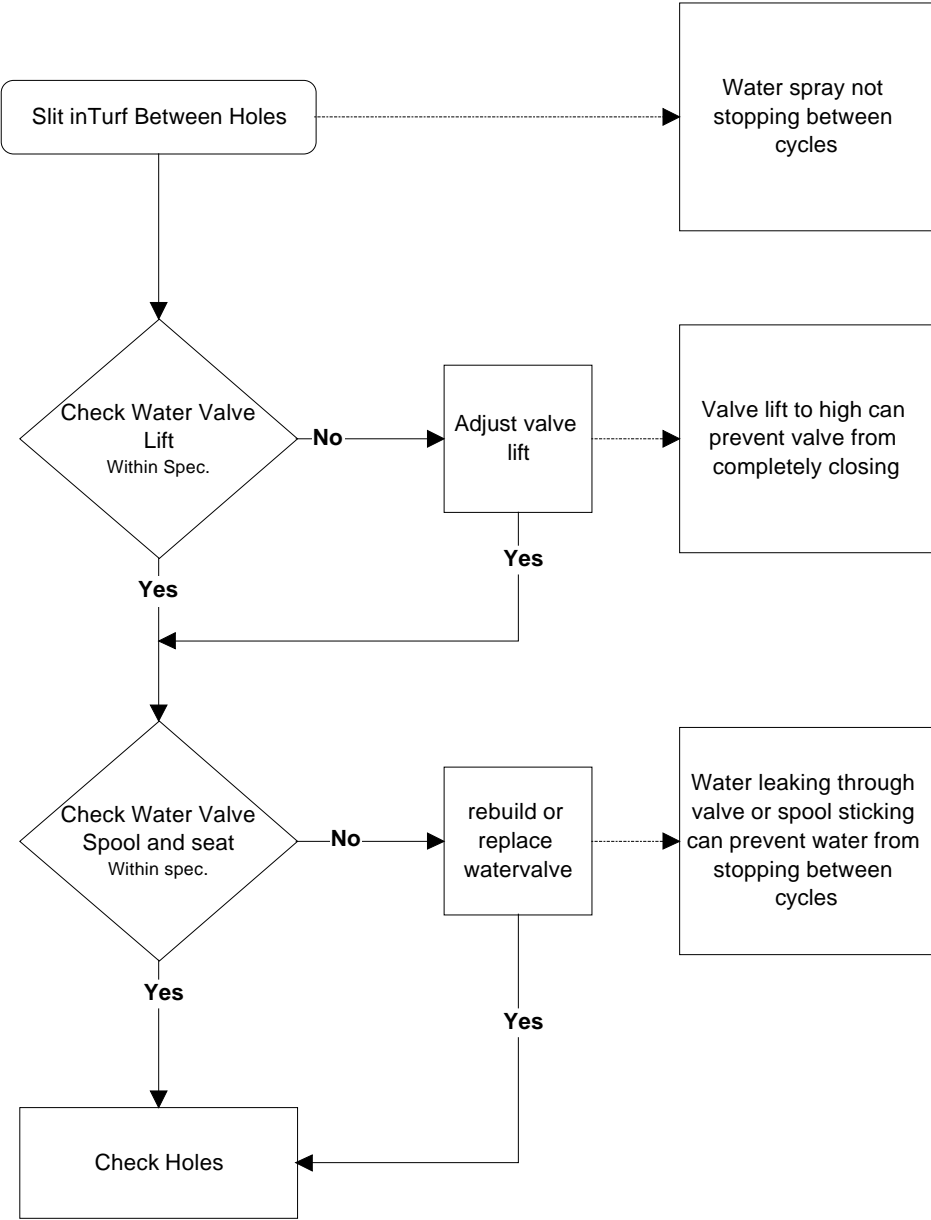 Slit inTurf Between Holes
Water spray not
stopping between
cycles
Check Water Valve
Lift
Within Spec.
No
Adjust valve
lift
Valve lift to high can
prevent valve from
completely closing
Yes
Yes
Check Water Valve
Spool and seat
Within spec.
No
rebuild or
replace
watervalve
Water leaking through
valve or spool sticking
can prevent water from
stopping between
cycles
Yes
Yes
Check Holes